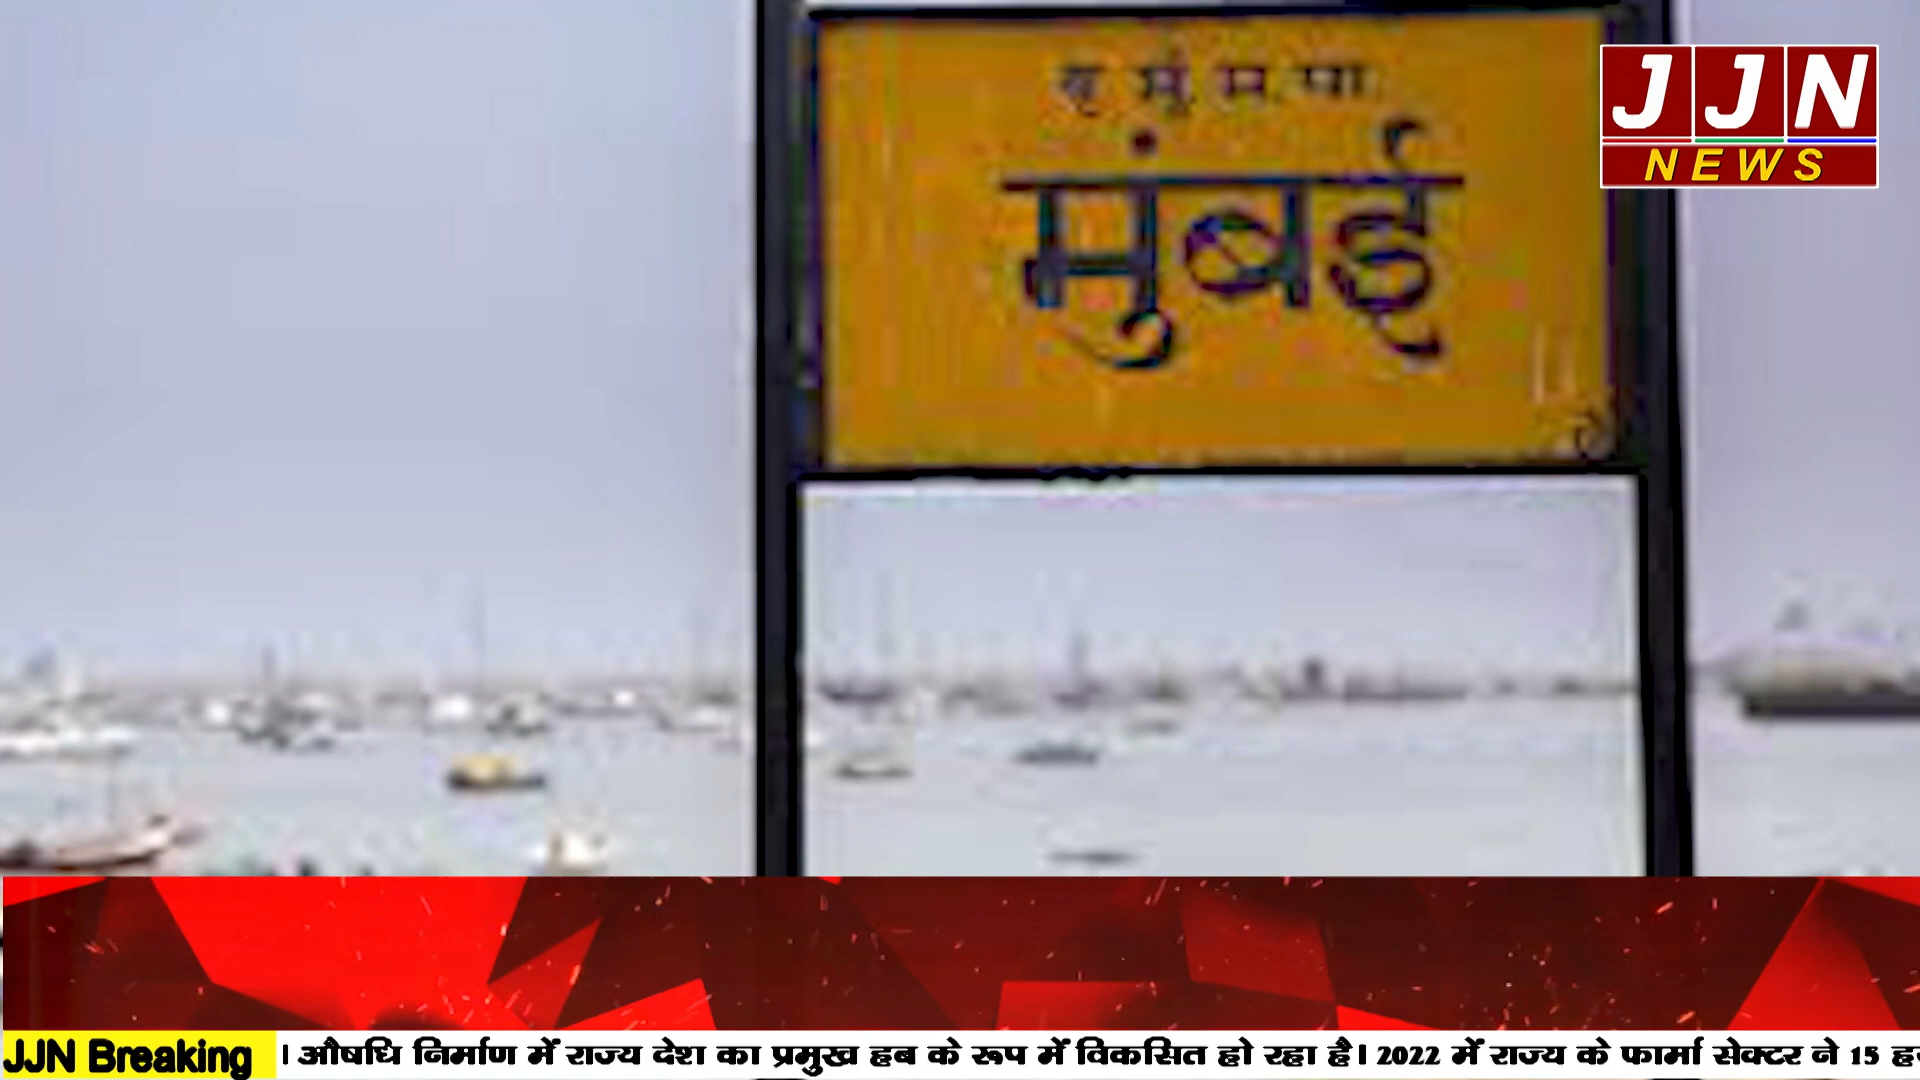 बृ. मुं. म. पा.
मुंबई
JJN
NEWS
JJN Breaking
। औषधि निर्माण में राज्य देश का प्रमुख हब के रूप में विकसित हो रहा है। 2022 में राज्य के फार्मा सेक्टर ने 15